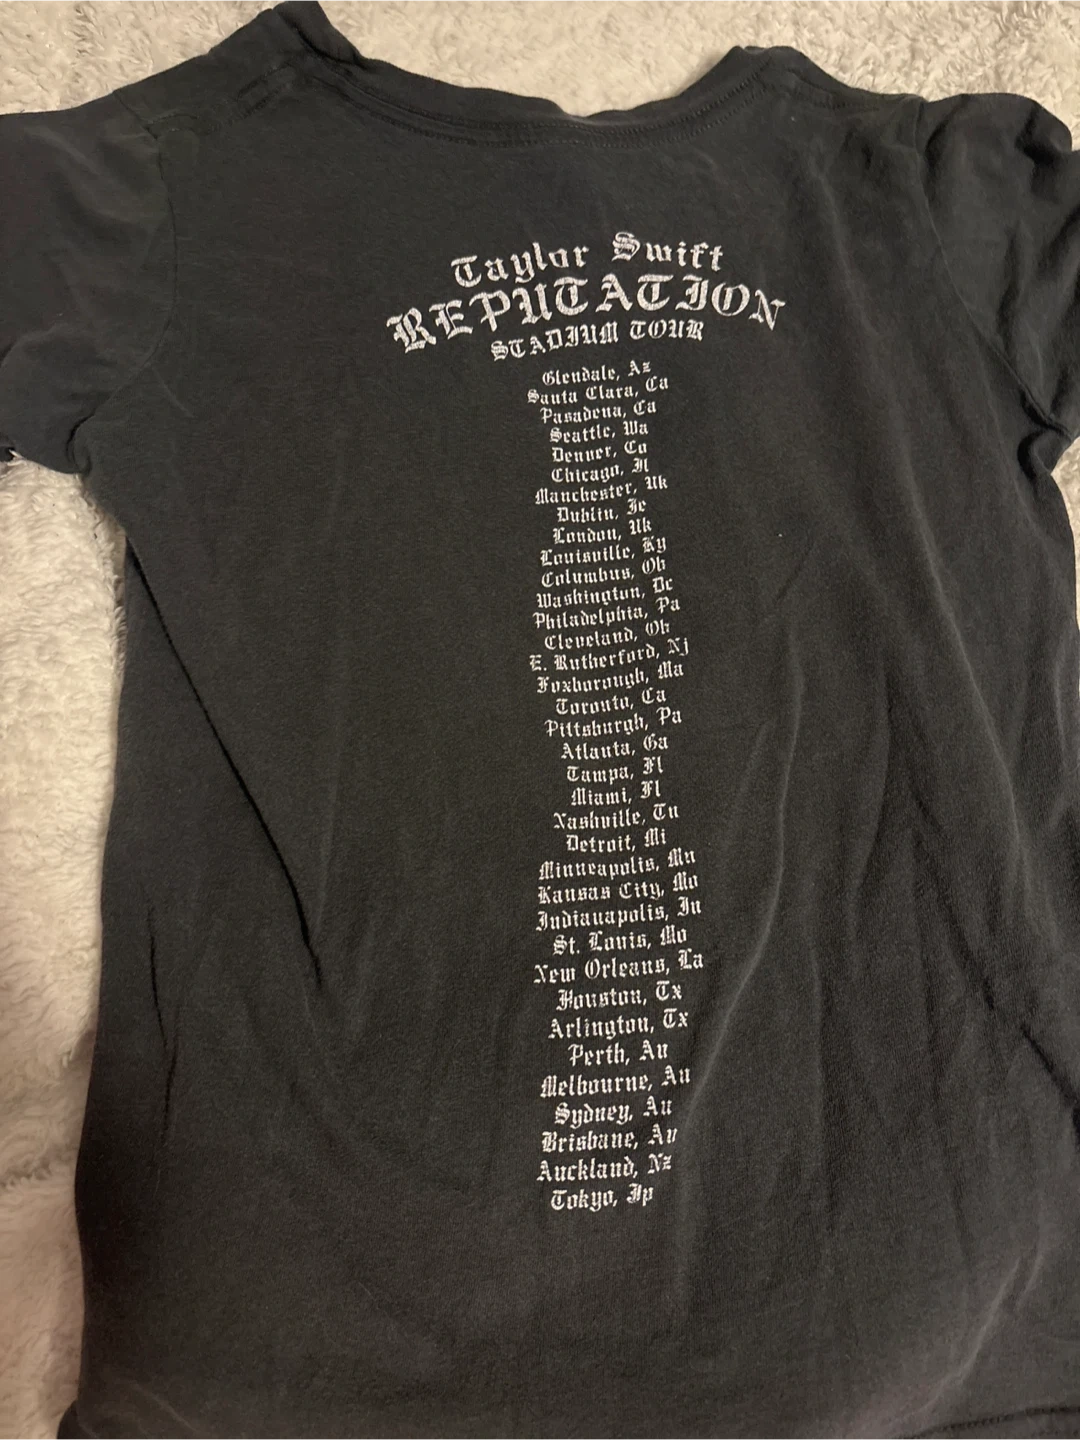 Taylor Swift
REPUTATION
STADIUM TOUR
Glendale, Az
Santa Clara, Ca
Pasadena, Ca
Seattle, Wa
Denver, Co
Chicago, Il
Manchester, Uk
Dublin, Ie
London, Uk
Louisville, Ky
Columbus, Oh
Washington, Dc
Philadelphia, Pa
Cleveland, Oh
E. Rutherford, Nj
Foxborough, Ma
Toronto, Ca
Pittsburgh, Pa
Atlanta, Ga
Tampa, Fl
Miami, Fl
Nashville, Tn
Detroit, Mi
Minneapolis, Mn
Kansas City, Mo
Indianapolis, In
St. Louis, Mo
New Orleans, La
Houston, Tx
Arlington, Tx
Perth, Au
Melbourne, Au
Sydney, Au
Brisbane, Au
Auckland, Nz
Tokyo, Jp